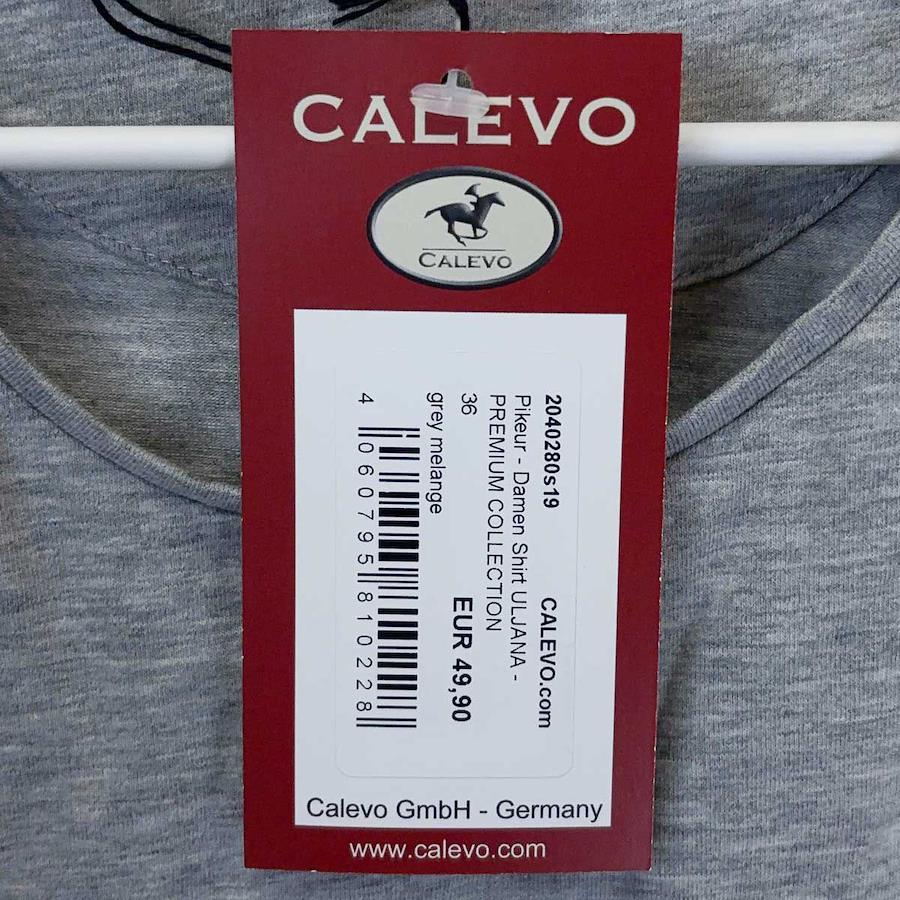 CALEVO
CALEVO
2040280s19 CALEVO.com
Pikeur - Damen Shirt ULJANA -
PREMIUM COLLECTION
36 EUR 49,90
grey melange
4 060795 810228
Calevo GmbH - Germany
www.calevo.com